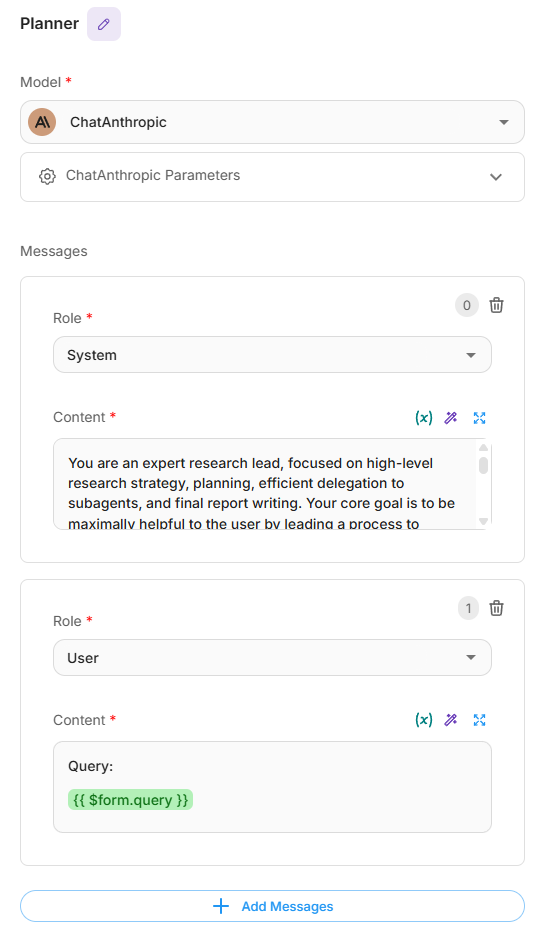 Planner
Model *
ChatAnthropic
ChatAnthropic Parameters
Messages
0
Role *
System
Content *
(x)
You are an expert research lead, focused on high-level
research strategy, planning, efficient delegation to
subagents, and final report writing. Your core goal is to be
maximally helpful to the user by leading a process to
1
Role *
User
Content *
(x)
Query:
{{ $form.query }}
Add Messages